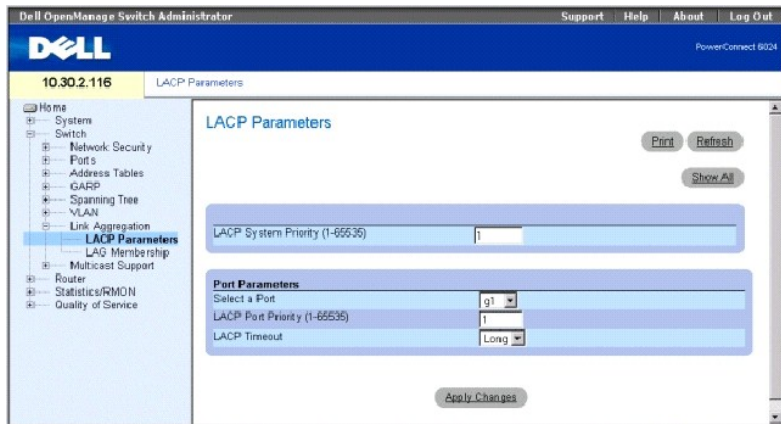 Dell OpenManage Switch Administrator
Support Help About Log Out
DELL
PowerConnect 6024
10.30.2.116
LACP Parameters
Home
System
Switch
Network Security
Ports
Address Tables
GARP
Spanning Tree
VLAN
Link Aggregation
LACP Parameters
LAG Membership
Multicast Support
Router
Statistics/RMON
Quality of Service
LACP Parameters
Print Refresh
Show All
LACP System Priority (1-65535) 1
Port Parameters
Select a Port g1
LACP Port Priority (1-65535) 1
LACP Timeout Long
Apply Changes